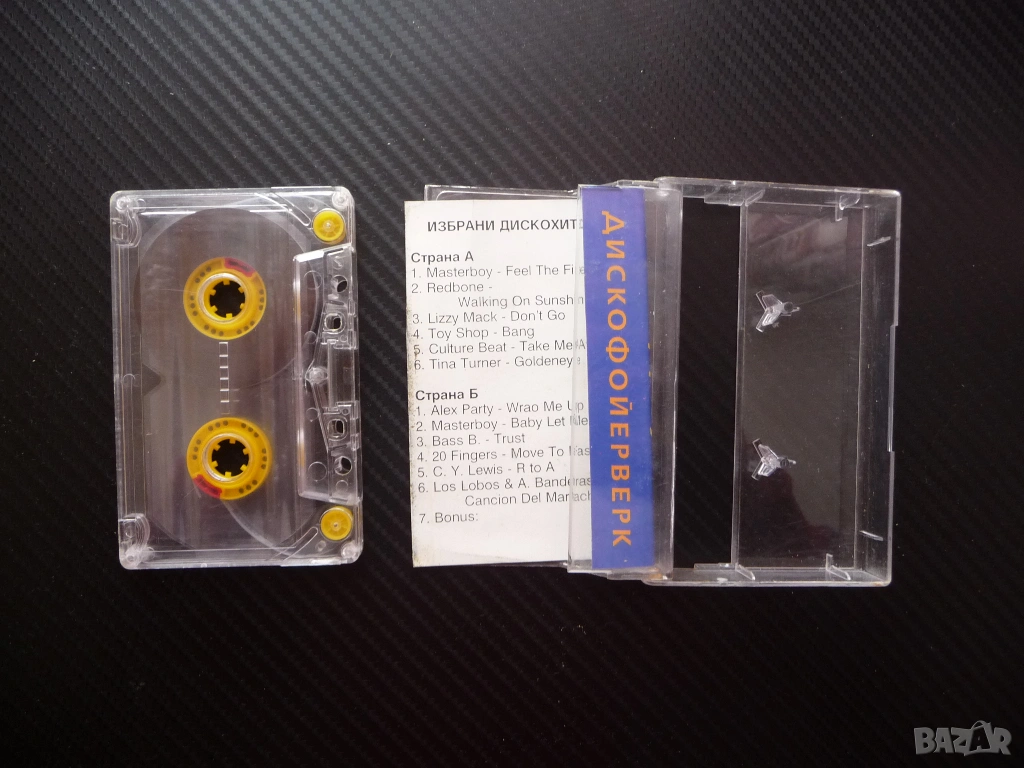 ИЗБРАНИ ДИСКОХИТ
Страна А
1. Masterboy - Feel The Fire
2. Redbone -
Walking On Sunshin
3. Lizzy Mack - Don't Go
4. Toy Shop - Bang
5. Culture Beat - Take Me A
6. Tina Turner - Goldeneye
Страна Б
1. Alex Party - Wrao Me Up
2. Masterboy - Baby Let Me
3. Bass B. - Trust
4. 20 Fingers - Move To
5. C. Y. Lewis - R to A
6. Los Lobos & A. Banderas
Cancion Del Mariach
7. Bonus:
ДИСКОФОЙЕРВЕРК
BAZAR